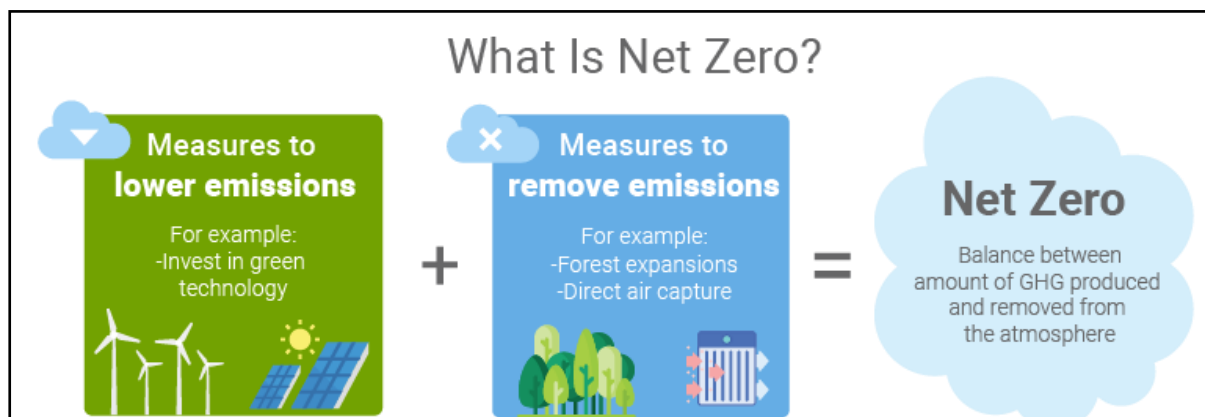 What Is Net Zero?
Measures to
lower emissions
For example:
-Invest in green
technology
+
Measures to
remove emissions
For example:
-Forest expansions
-Direct air capture
=
Net Zero
Balance between
amount of GHG produced
and removed from
the atmosphere